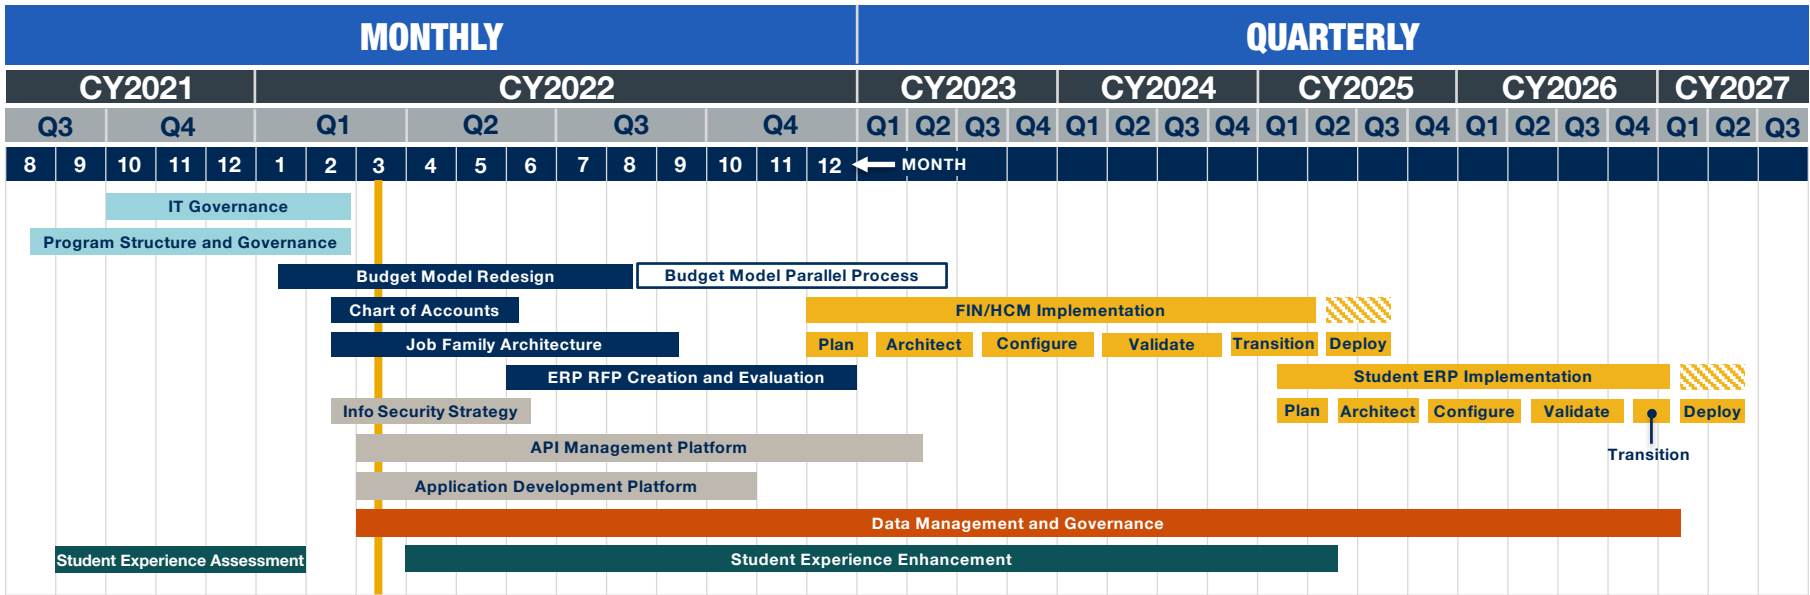 MONTHLY QUARTERLY
CY2021 CY2022 CY2023 CY2024 CY2025 CY2026 CY2027
Q3 Q4 Q1 Q2 Q3 Q4 Q1 Q2 Q3 Q4 Q1 Q2 Q3 Q4 Q1 Q2 Q3 Q4 Q1 Q2 Q3 Q4 Q1 Q2 Q3
8 9 10 11 12 1 2 3 4 5 6 7 8 9 10 11 12 MONTH
IT Governance
Program Structure and Governance
Budget Model Redesign Budget Model Parallel Process
Chart of Accounts FIN/HCM Implementation
Job Family Architecture Plan Architect Configure Validate Transition Deploy
ERP RFP Creation and Evaluation Student ERP Implementation
Info Security Strategy Plan Architect Configure Validate Deploy
API Management Platform
Transition
Application Development Platform
Data Management and Governance
Student Experience Assessment Student Experience Enhancement